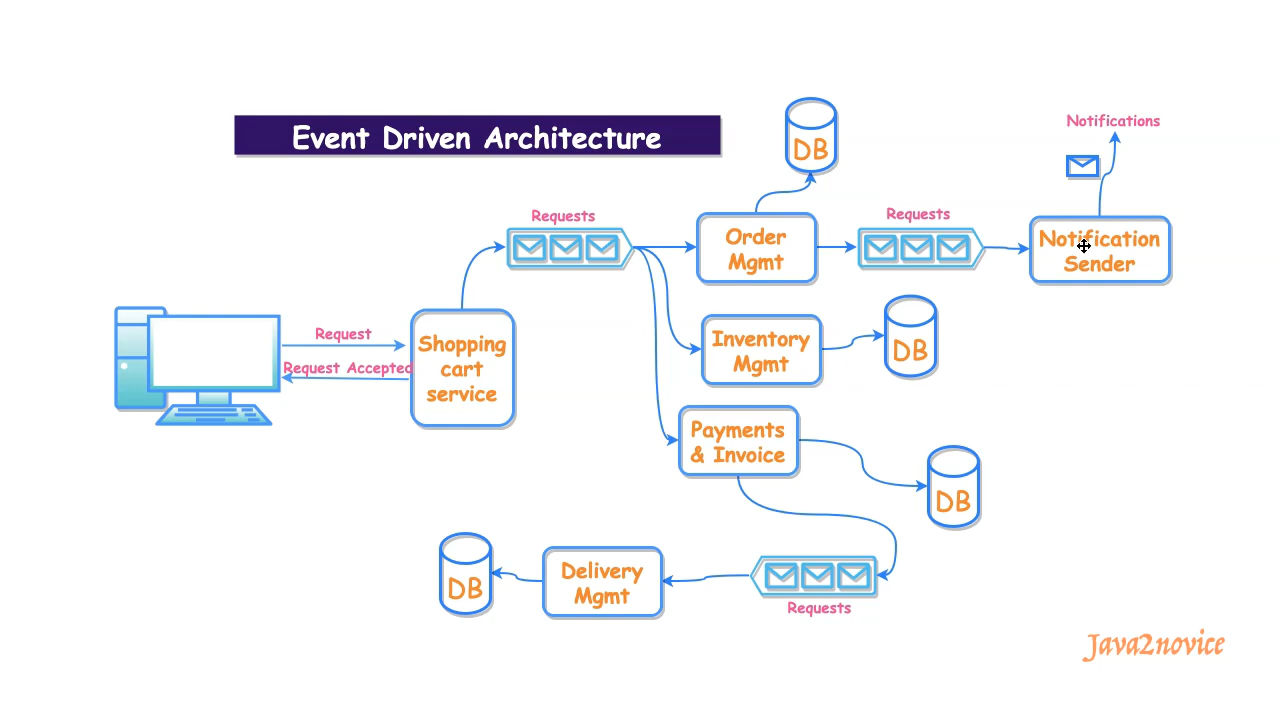 Event Driven Architecture
DB
Notifications
Requests
Requests
Order
Mgmt
Notification
Sender
Request
Request Accepted
Shopping
cart
service
Inventory
Mgmt
DB
Payments
& Invoice
DB
DB
Delivery
Mgmt
Requests
Java2novice